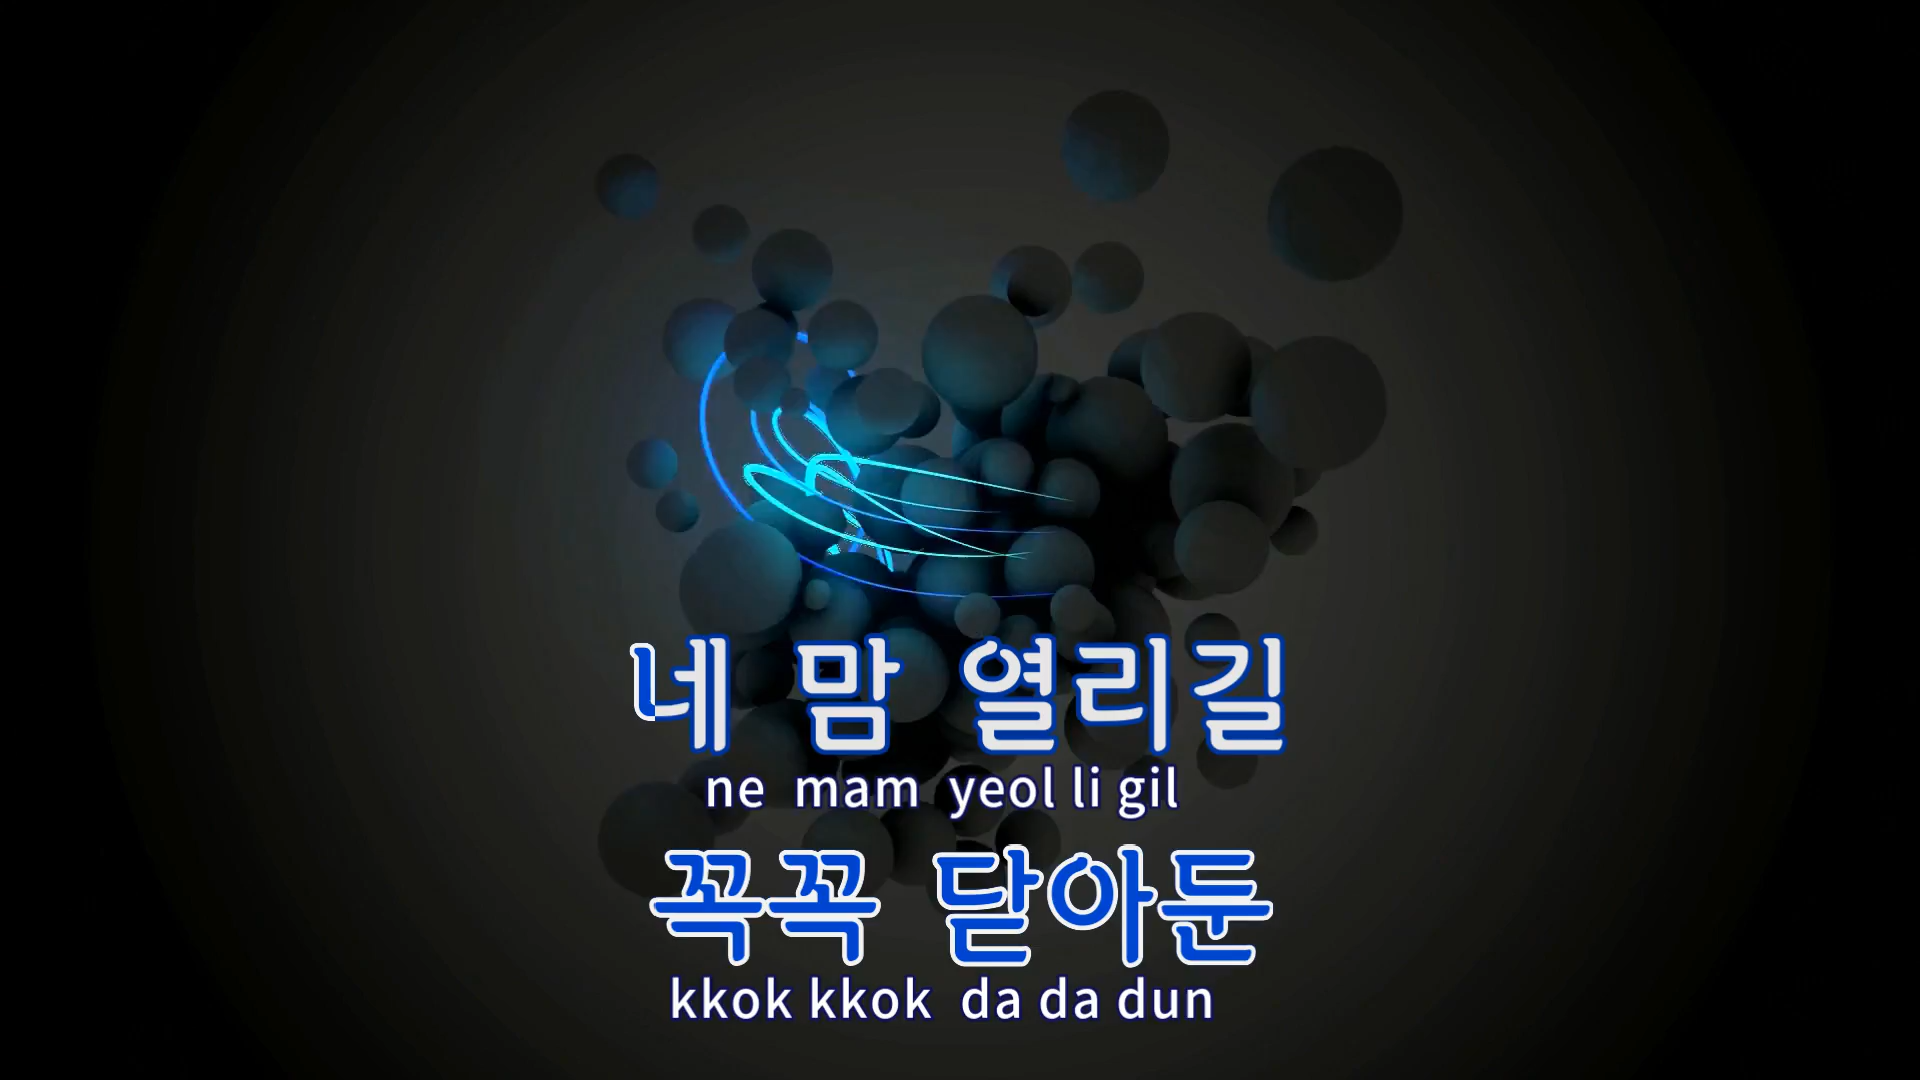 네 맘 열리길
ne mam yeol li gil
꼭꼭 닫아둔
kkok kkok da da dun